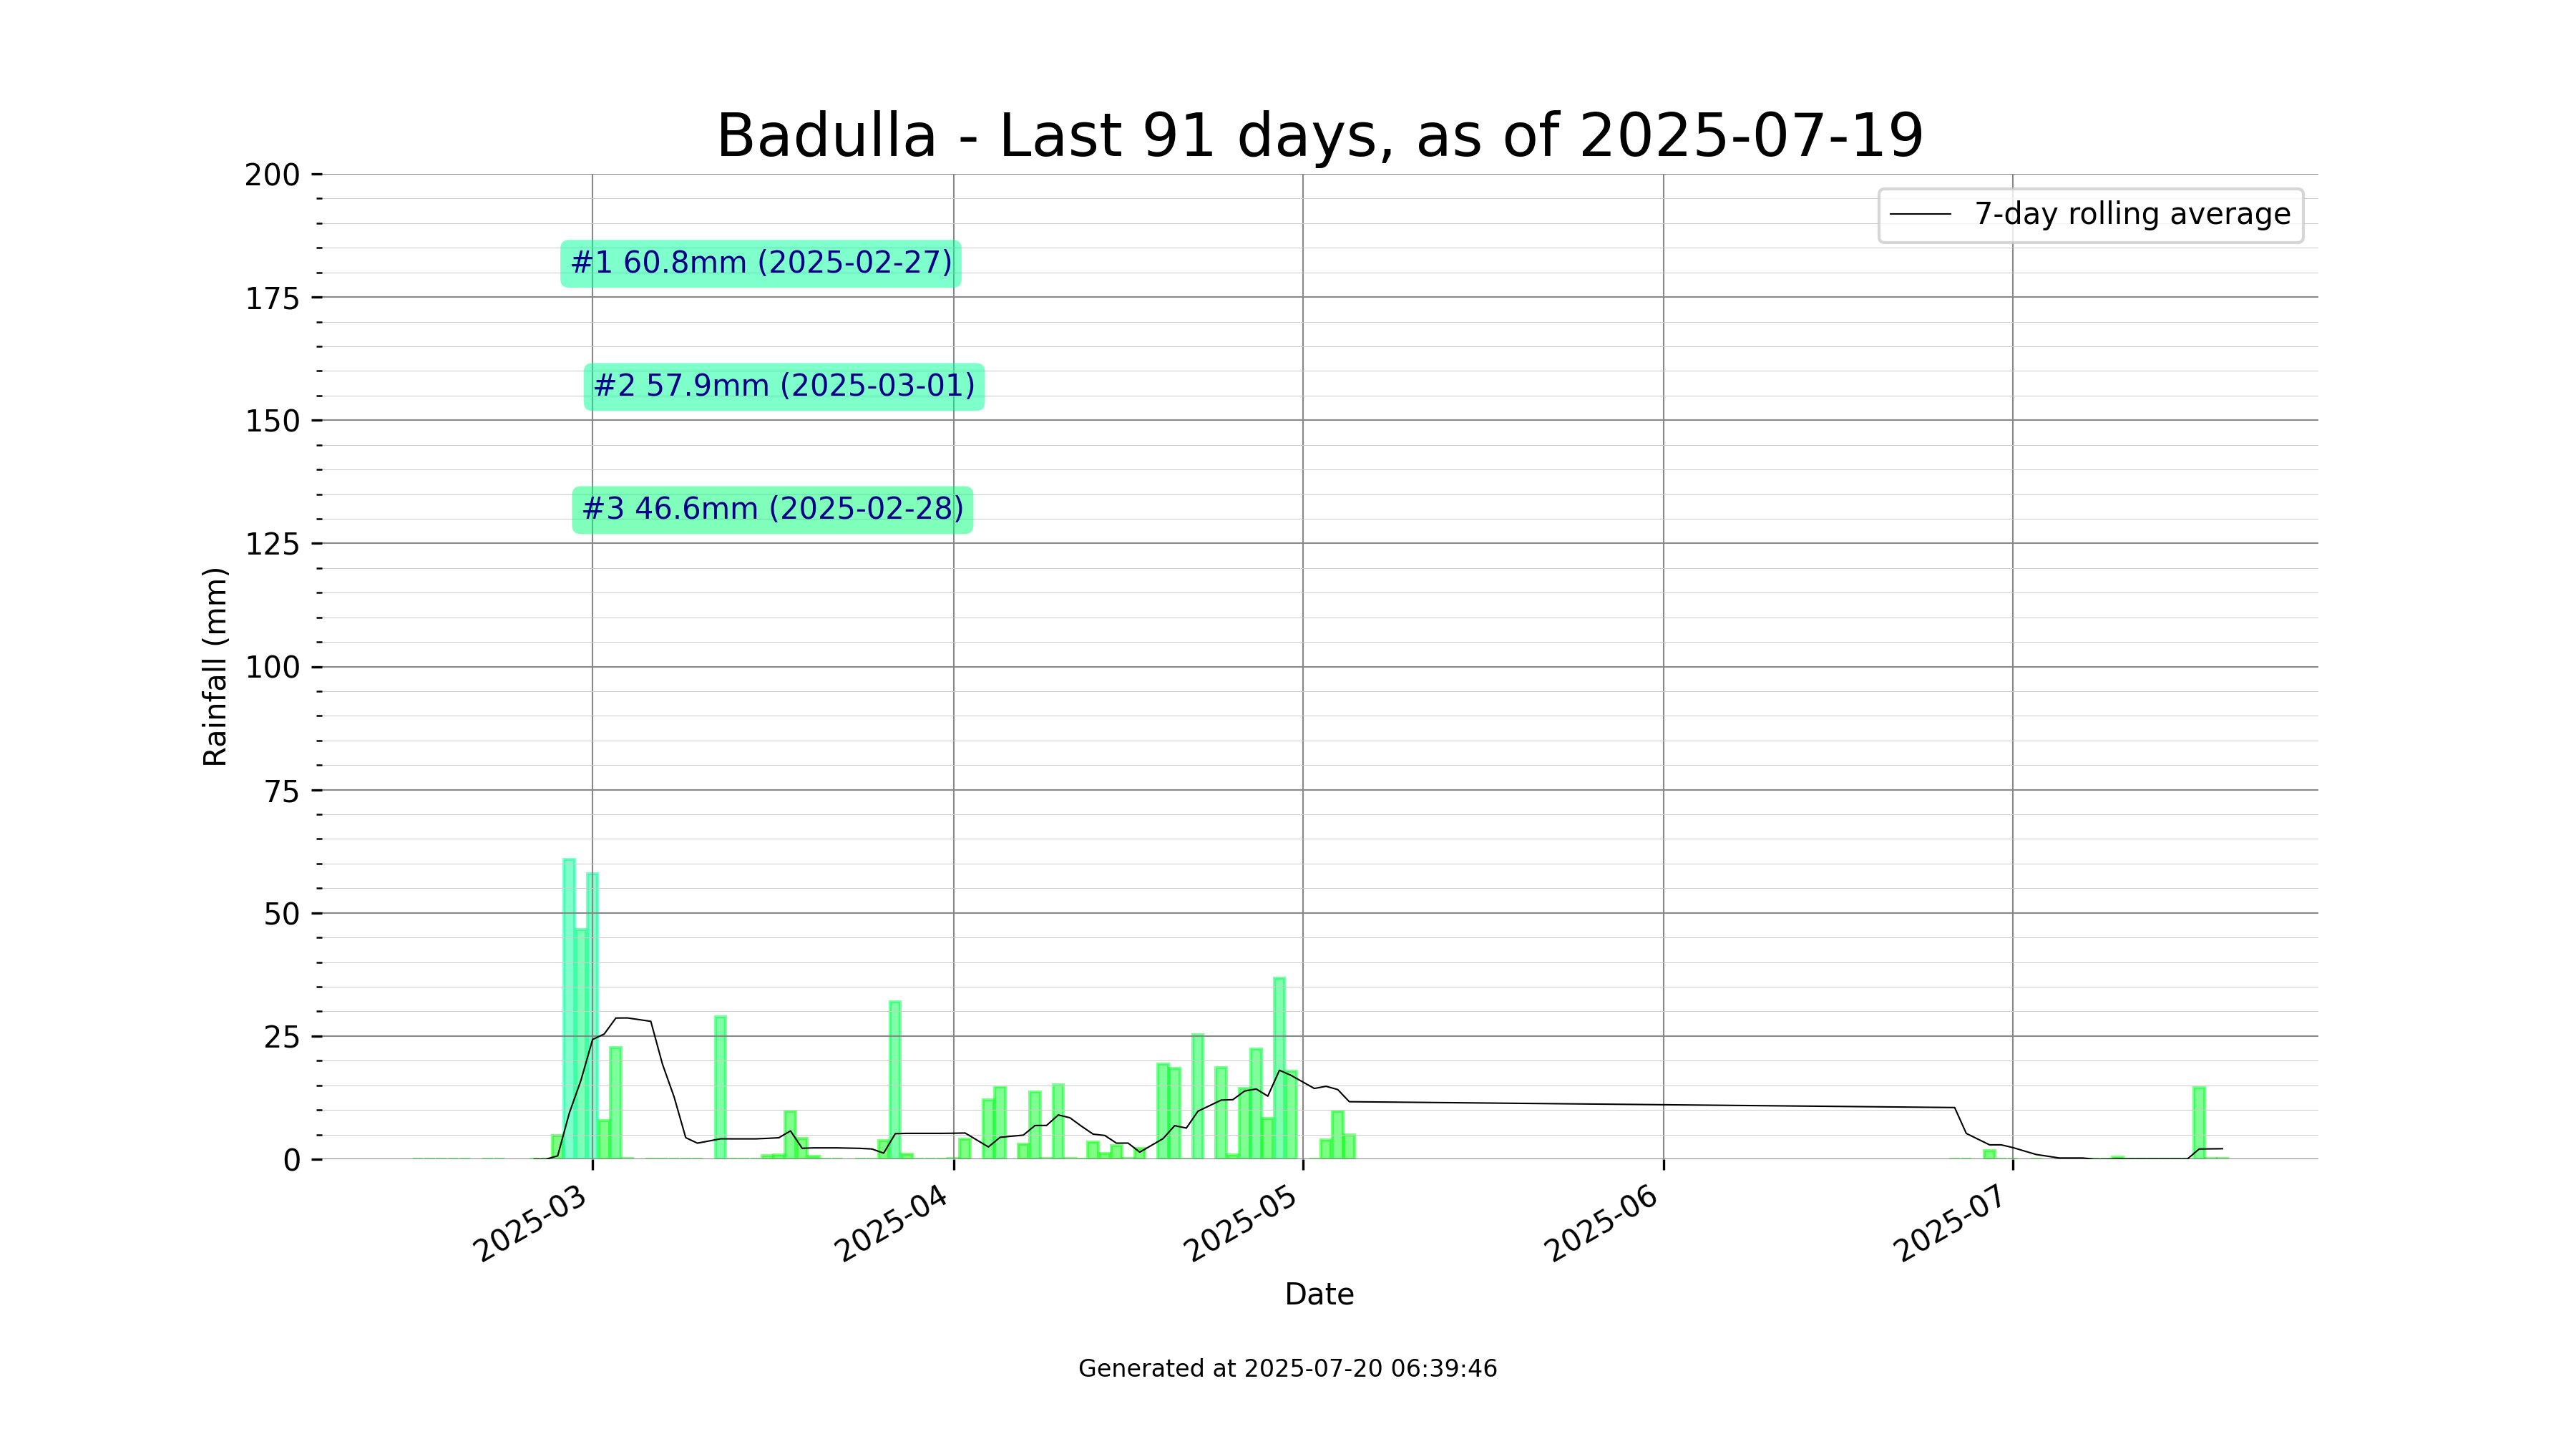 Badulla - Last 91 days, as of 2025-07-19
200
175
150
125
100
75
50
25
0
Rainfall (mm)
7-day rolling average
#1 60.8mm (2025-02-27)
#2 57.9mm (2025-03-01)
#3 46.6mm (2025-02-28)
2025-03
2025-04
2025-05
2025-06
2025-07
Date
Generated at 2025-07-20 06:39:46